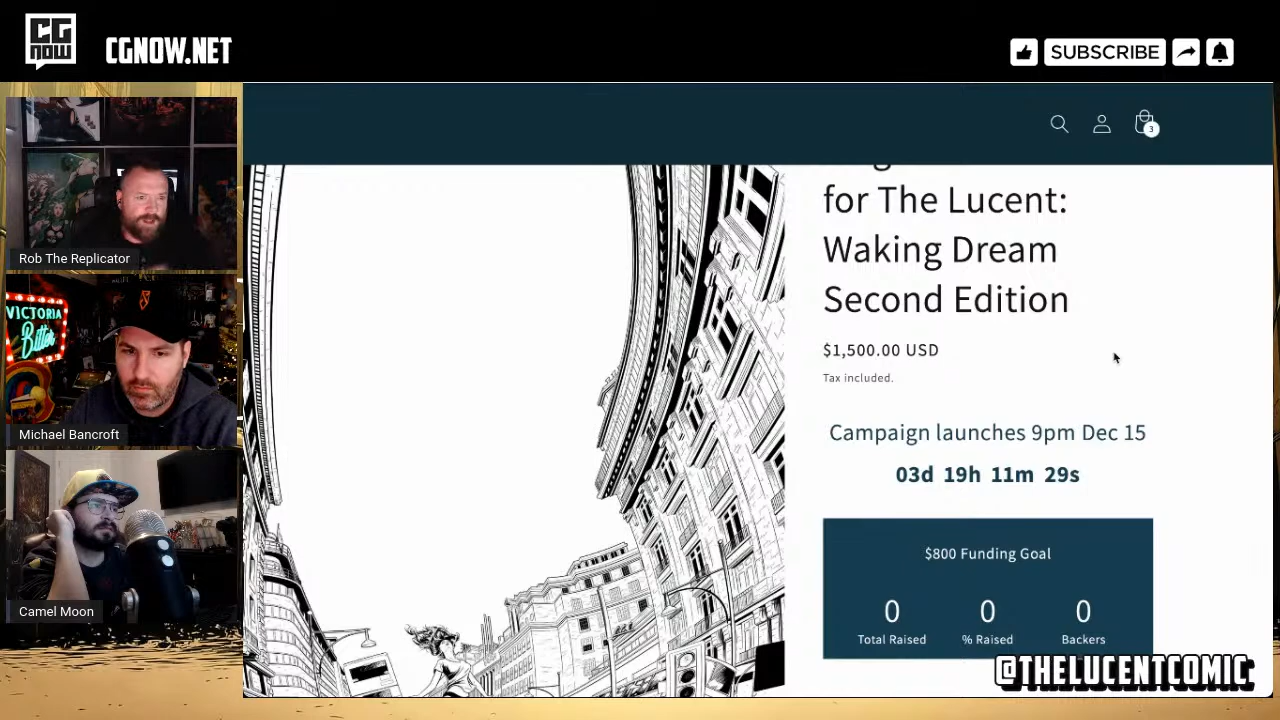 CG
NOW
CGNOW.NET
SUBSCRIBE
3
for The Lucent:
Waking Dream
Second Edition
$1,500.00 USD
Tax included.
Campaign launches 9pm Dec 15
03d 19h 11m 29s
$800 Funding Goal
0 0 0
Total Raised % Raised Backers
@THELUCENTCOMIC
Rob The Replicator
VICTORIA
Bitter
Michael Bancroft
Camel Moon